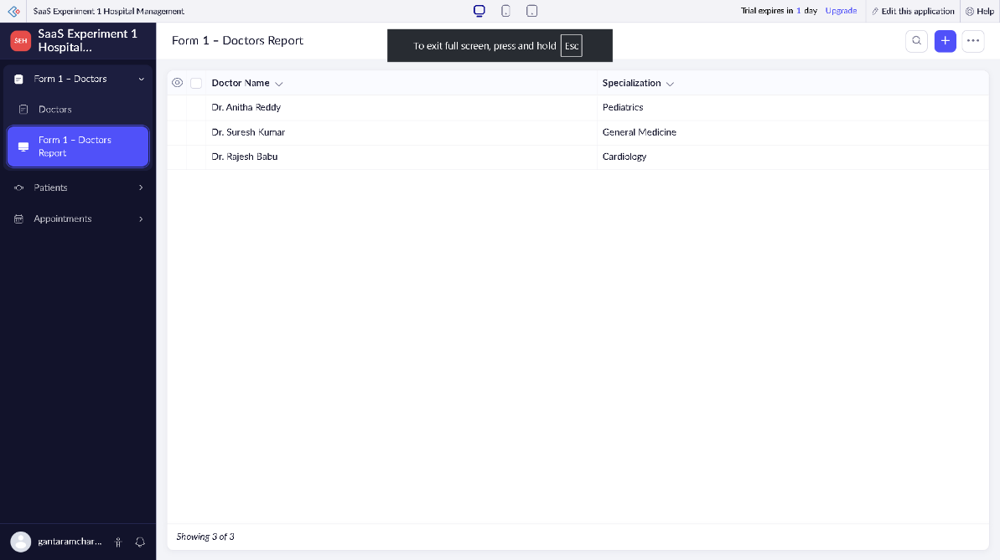 SaaS Experiment 1 Hospital Management
Trial expires in 1 day Upgrade
Edit this application
Help
SEH
SaaS Experiment 1
Hospital...
Form 1 – Doctors
Doctors
Form 1 – Doctors
Report
Patients
Appointments
gantaramchar...
Form 1 – Doctors Report
To exit full screen, press and hold Esc
Doctor Name Specialization
Dr. Anitha Reddy Pediatrics
Dr. Suresh Kumar General Medicine
Dr. Rajesh Babu Cardiology
Showing 3 of 3